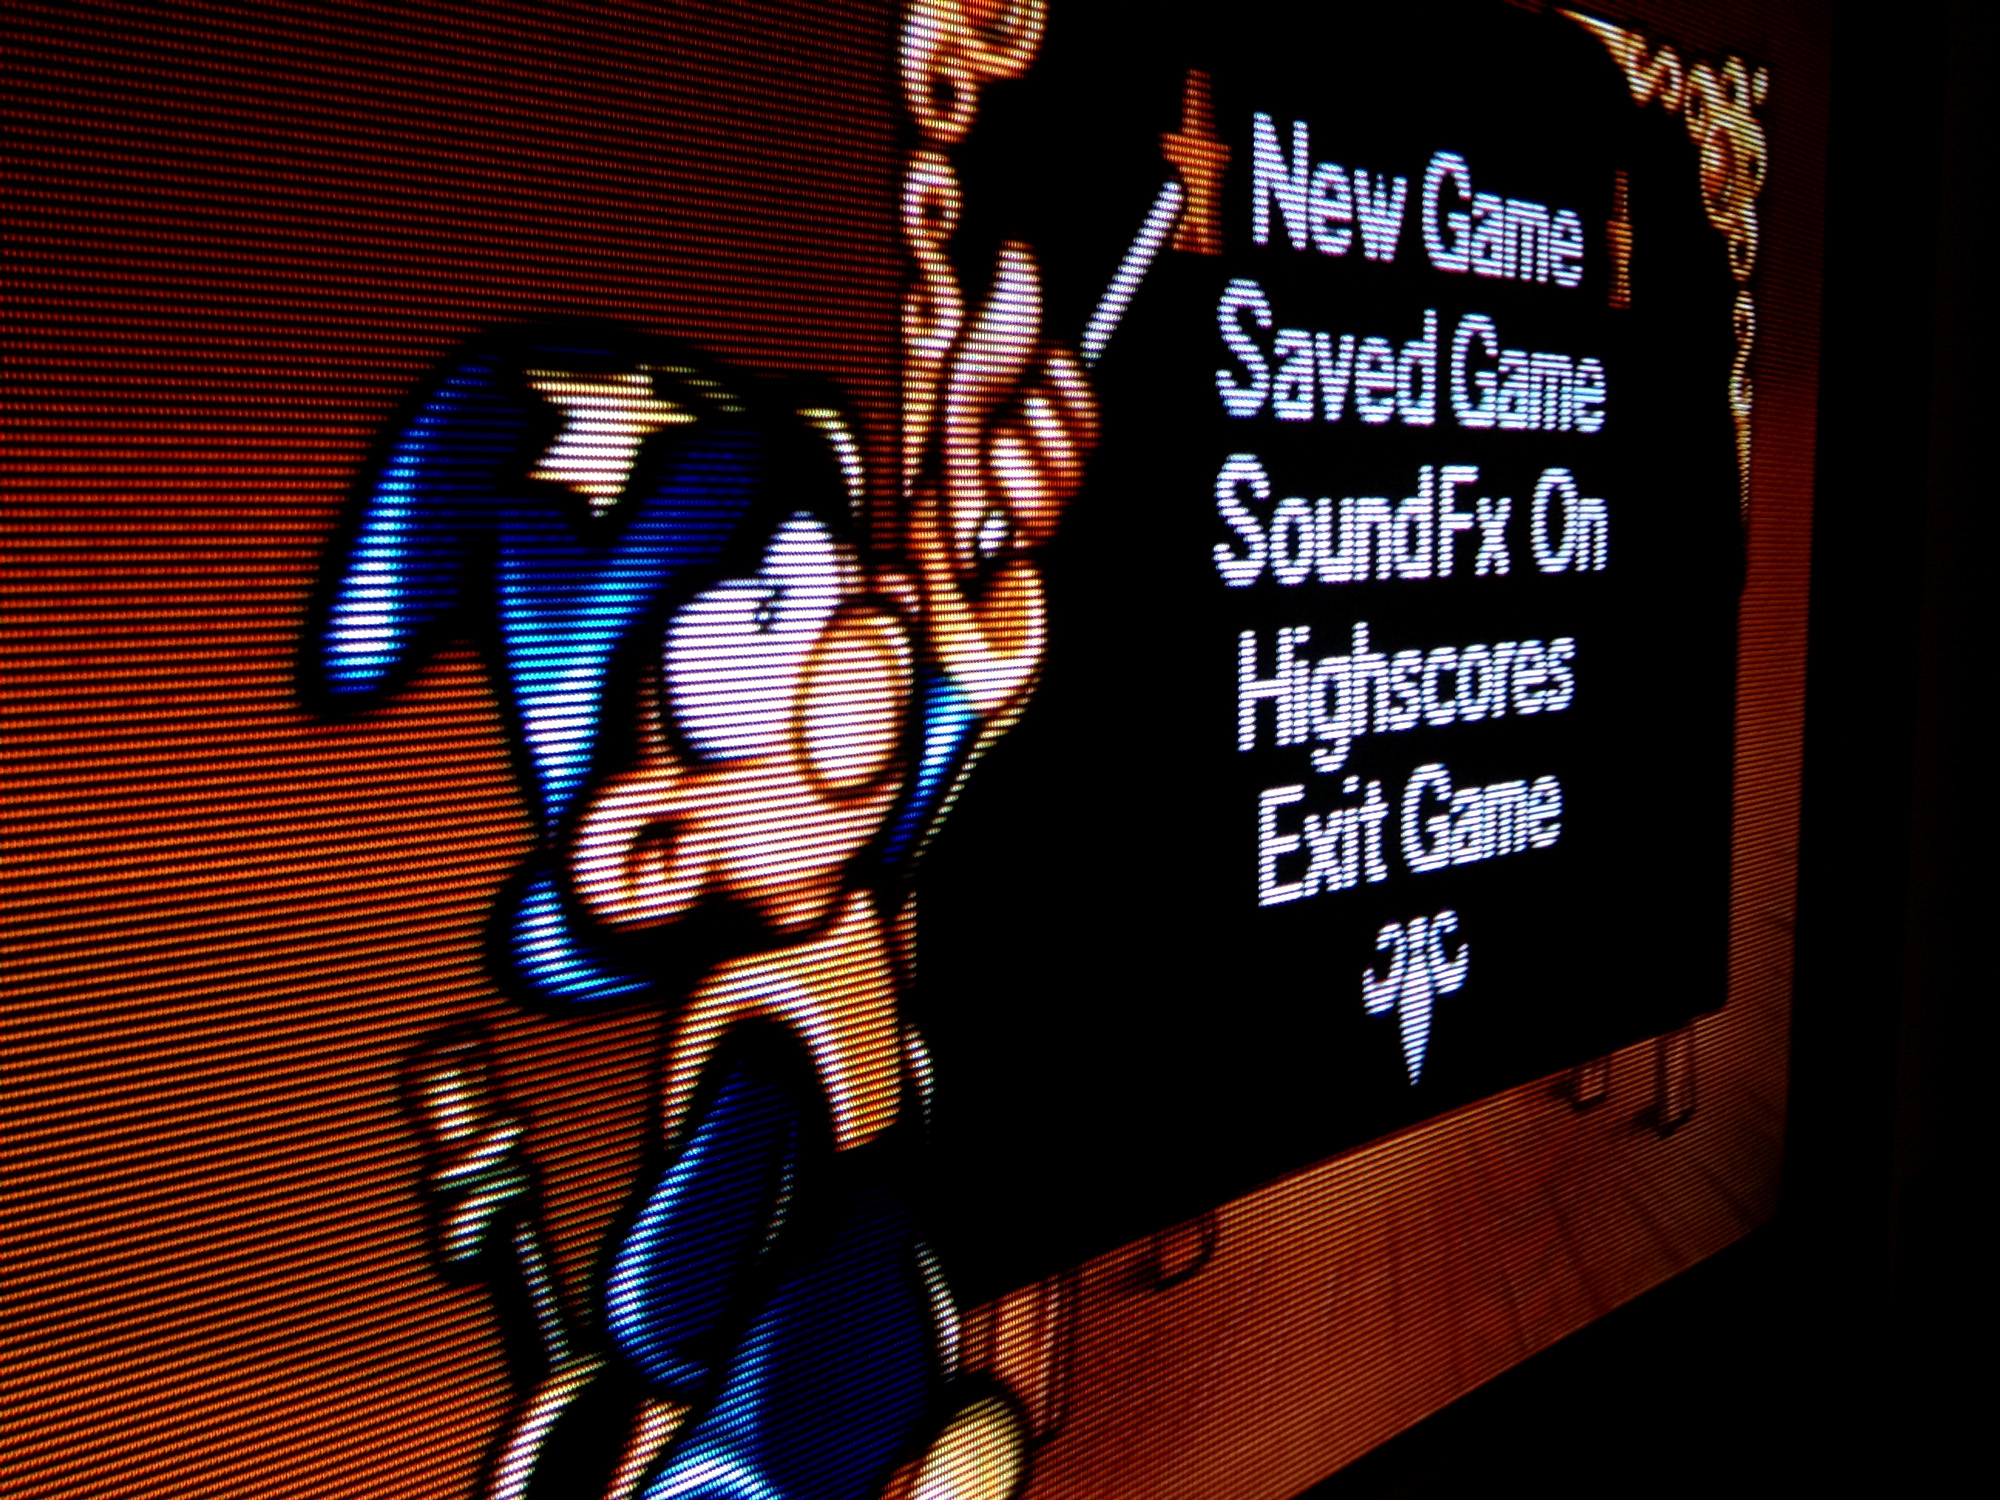 New Game
Saved Game
SoundFx On
Highscores
Exit Game